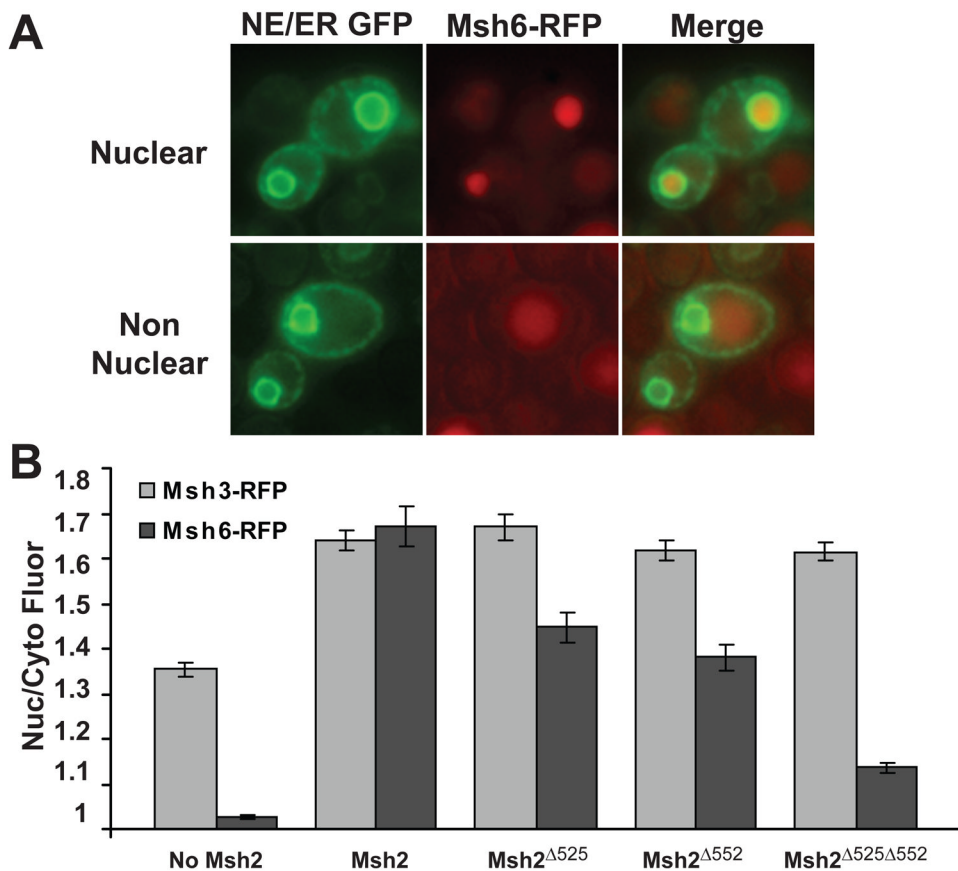 A
NE/ER GFP Msh6-RFP Merge
Nuclear
Non
Nuclear
B
Nuc/Cyto Fluor
1.8
1.7
1.6
1.5
1.4
1.3
1.2
1.1
1
Msh3-RFP
Msh6-RFP
No Msh2 Msh2 Msh2Δ525 Msh2Δ552 Msh2Δ525Δ552